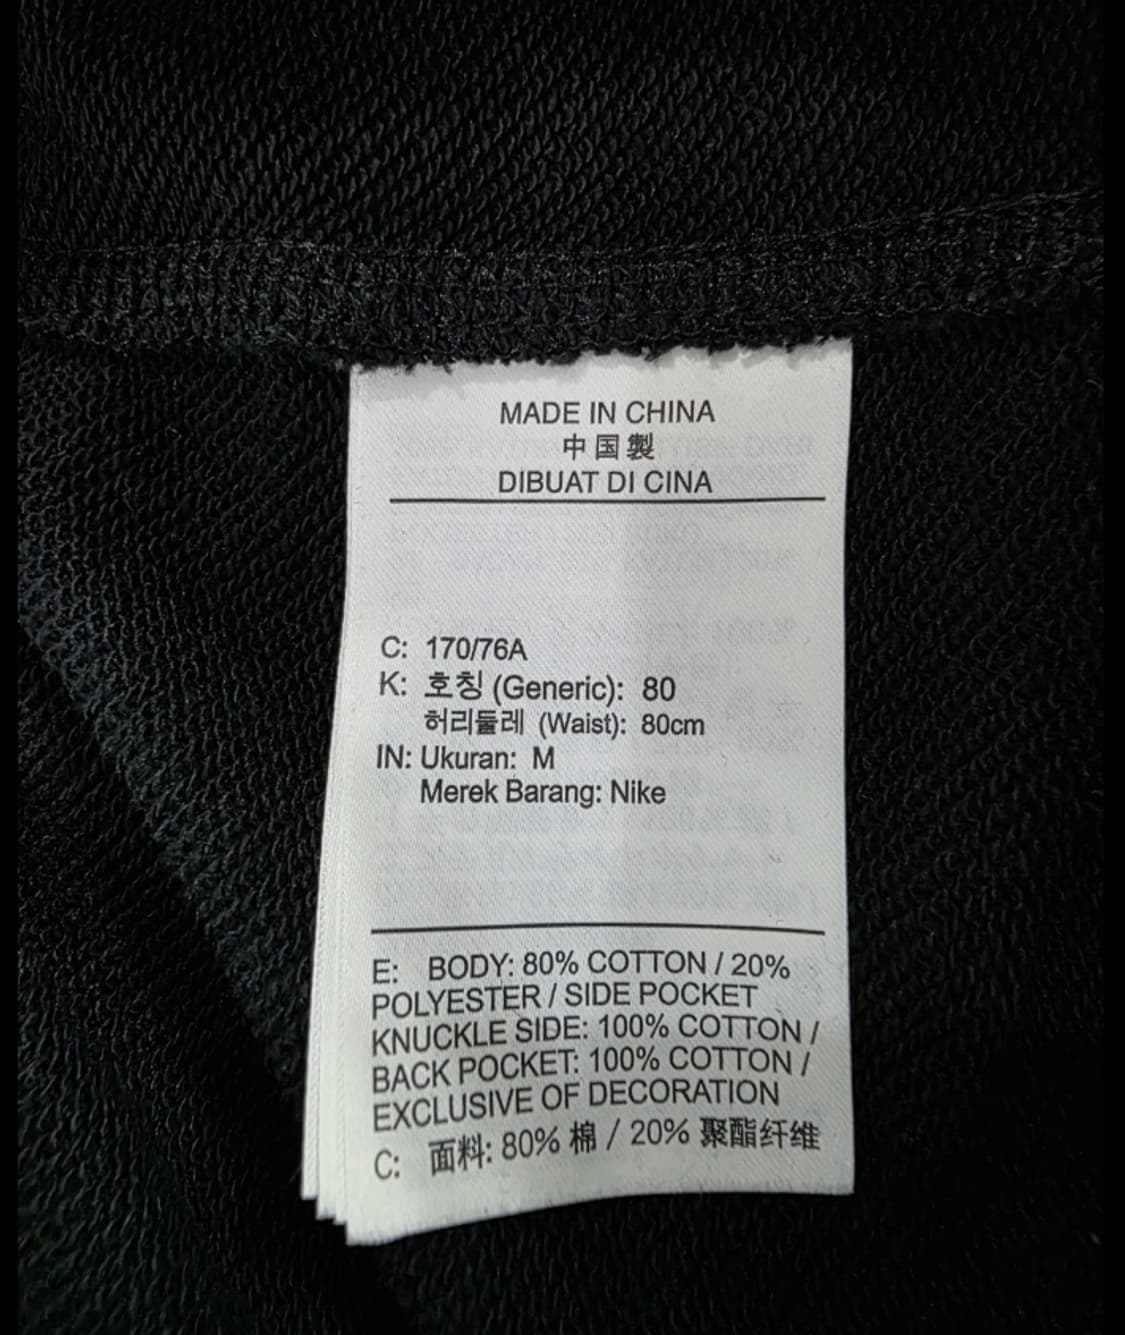 MADE IN CHINA
中国製
DIBUAT DI CINA
C: 170/76A
K: 호칭 (Generic): 80
허리둘레 (Waist): 80cm
IN: Ukuran: M
Merek Barang: Nike
E: BODY: 80% COTTON / 20%
POLYESTER / SIDE POCKET
KNUCKLE SIDE: 100% COTTON /
BACK POCKET: 100% COTTON /
EXCLUSIVE OF DECORATION
C: 面料: 80% 棉 / 20% 聚酯纤维